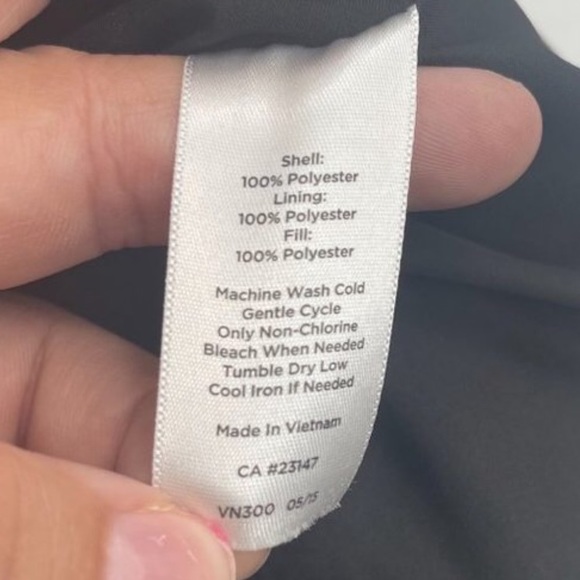 Shell:
100% Polyester
Lining:
100% Polyester
Fill:
100% Polyester
Machine Wash Cold
Gentle Cycle
Only Non-Chlorine
Bleach When Needed
Tumble Dry Low
Cool Iron If Needed
Made In Vietnam
CA #23147
VN300 05/15